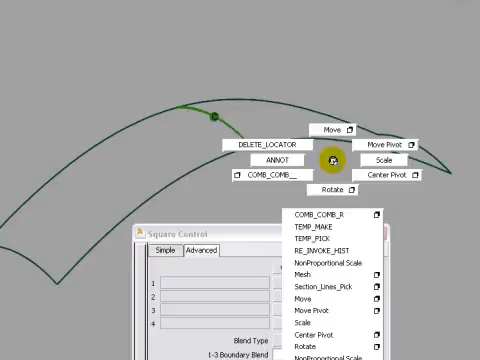 Move
DELETE_LOCATOR
Move Pivot
ANNOT
Scale
COMB_COMB__
Center Pivot
Rotate
COMB_COMB_R
TEMP_MAKE
TEMP_PICK
RE_INVOKE_HIST
NonProportional Scale
Mesh
Section_Lines_Pick
Move
Move Pivot
Scale
Center Pivot
Rotate
NonProportional Scale
Square Control
Simple
Advanced
1
2
3
4
Blend Type
1-3 Boundary Blend